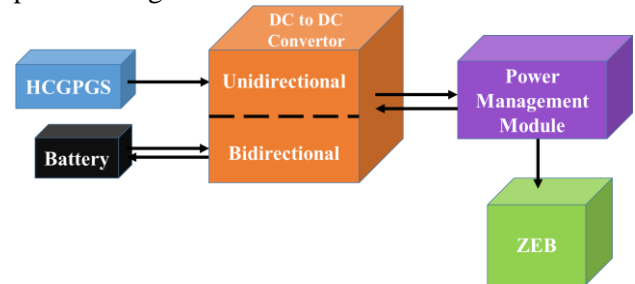 DC to DC
Convertor
HCGPGS
Unidirectional
Battery
Bidirectional
Power
Management
Module
ZEB